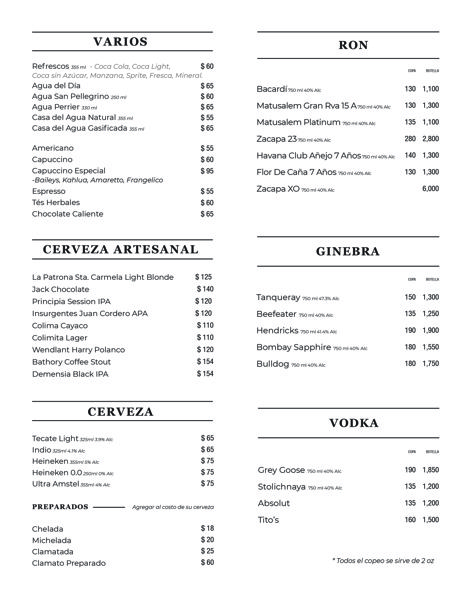 VARIOS
Refrescos 355 ml - Coca Cola, Coca Light, $ 60
Coca sin Azúcar, Manzana, Sprite, Fresca, Mineral.
Agua del Día $ 65
Agua San Pellegrino 250 ml $ 60
Agua Perrier 330 ml $ 65
Casa del Agua Natural 355 ml $ 55
Casa del Agua Gasificada 355 ml $ 65
Americano $ 55
Capuccino $ 60
Capuccino Especial $ 95
-Baileys, Kahlua, Amaretto, Frangelico
Espresso $ 55
Tés Herbales $ 60
Chocolate Caliente $ 65
CERVEZA ARTESANAL
La Patrona Sta. Carmela Light Blonde $ 125
Jack Chocolate $ 140
Principia Session IPA $ 120
Insurgentes Juan Cordero APA $ 120
Colima Cayaco $ 110
Colimita Lager $ 110
Wendlant Harry Polanco $ 120
Bathory Coffee Stout $ 154
Demensia Black IPA $ 154
CERVEZA
Tecate Light 325ml 3.9% Alc $ 65
Indio 325ml 4.1% Alc $ 65
Heineken 355ml 5% Alc $ 75
Heineken 0.0 250ml 0% Alc $ 75
Ultra Amstel 355ml 4% Alc $ 75
PREPARADOS Agregar al costo de su cerveza
Chelada $ 18
Michelada $ 20
Clamatada $ 25
Clamato Preparado $ 60
RON
COPA BOTELLA
Bacardí 750 ml 40% Alc 130 1,100
Matusalem Gran Rva 15 A 750 ml 40% Alc 130 1,300
Matusalem Platinum 750 ml 40% Alc 135 1,100
Zacapa 23 750 ml 40% Alc 280 2,800
Havana Club Añejo 7 Años 750 ml 40% Alc 140 1,300
Flor De Caña 7 Años 750 ml 40% Alc 130 1,300
Zacapa XO 750 ml 40% Alc 6,000
GINEBRA
COPA BOTELLA
Tanqueray 750 ml 47.3% Alc 150 1,300
Beefeater 750 ml 40% Alc 135 1,250
Hendricks 750 ml 41.4% Alc 190 1,900
Bombay Sapphire 750 ml 40% Alc 180 1,550
Bulldog 750 ml 40% Alc 180 1,750
VODKA
COPA BOTELLA
Grey Goose 750 ml 40% Alc 190 1,850
Stolichnaya 750 ml 40% Alc 135 1,200
Absolut 135 1,200
Tito's 160 1,500
* Todos el copeo se sirve de 2 oz